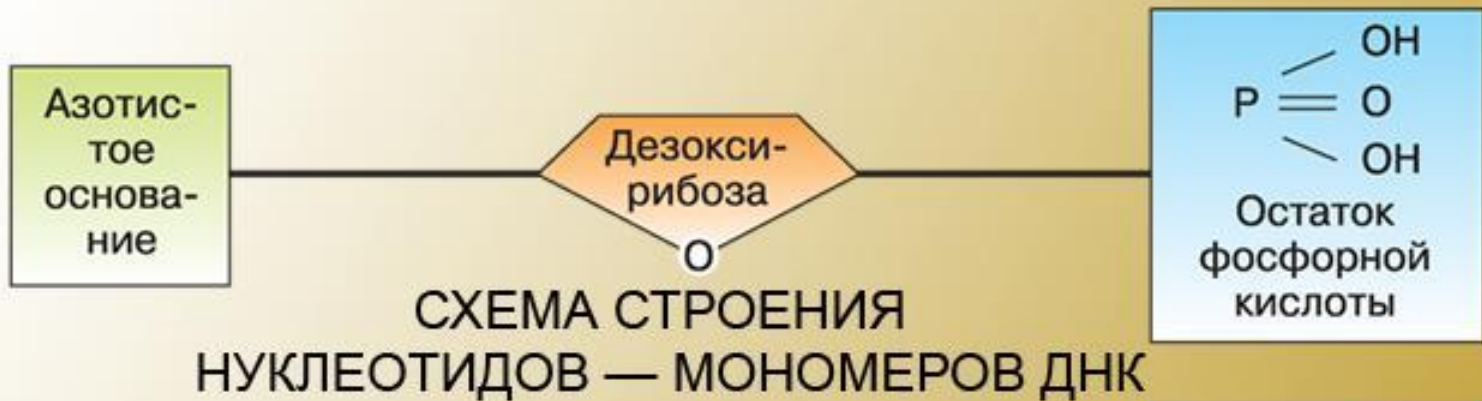 Азотис-
тое
основа-
ние
Дезокси-
рибоза
O
OH
P = O
OH
Остаток
фосфорной
кислоты
СХЕМА СТРОЕНИЯ
НУКЛЕОТИДОВ — МОНОМЕРОВ ДНК